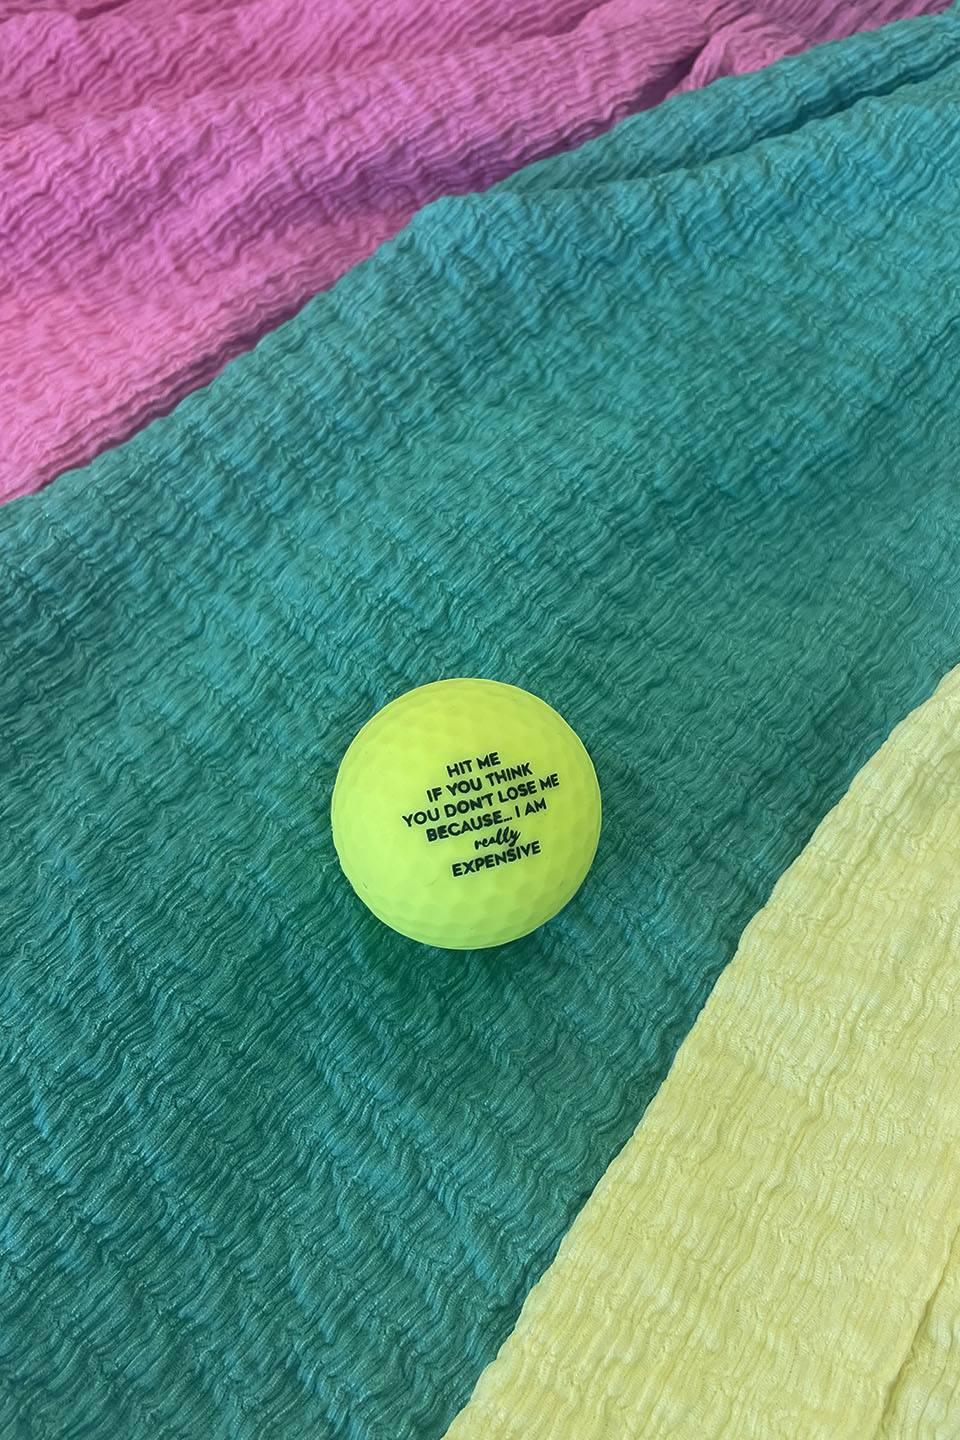 HIT ME
IF YOU THINK
YOU DON'T LOSE ME
BECAUSE... I AM
really
EXPENSIVE